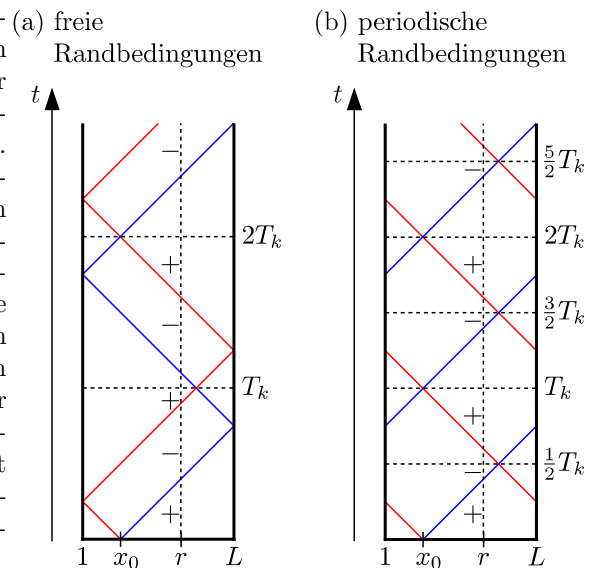 (a) freie
Randbedingungen
t
2T_k
T_k
+
−
+
−
+
−
1 x_0 r L
(b) periodische
Randbedingungen
t
5/2 T_k
2T_k
3/2 T_k
T_k
1/2 T_k
−
+
−
+
−
+
1 x_0 r L